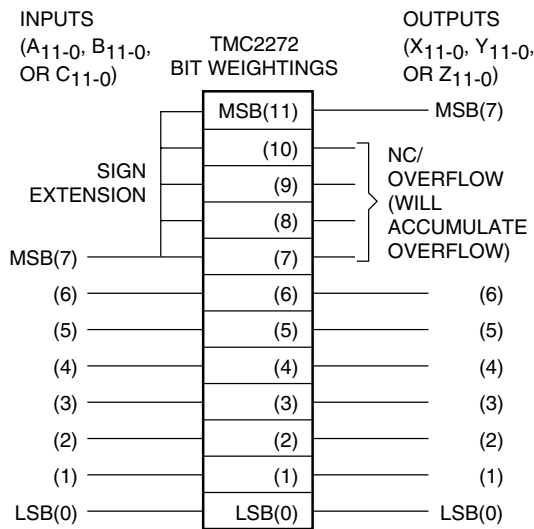 INPUTS
(A11-0, B11-0,
OR C11-0)
TMC2272
BIT WEIGHTINGS
OUTPUTS
(X11-0, Y11-0,
OR Z11-0)
MSB(11)
MSB(7)
(10)
(9)
(8)
(7)
SIGN
EXTENSION
NC/
OVERFLOW
(WILL
ACCUMULATE
OVERFLOW)
MSB(7)
(6) (6) (6)
(5) (5) (5)
(4) (4) (4)
(3) (3) (3)
(2) (2) (2)
(1) (1) (1)
LSB(0) LSB(0) LSB(0)